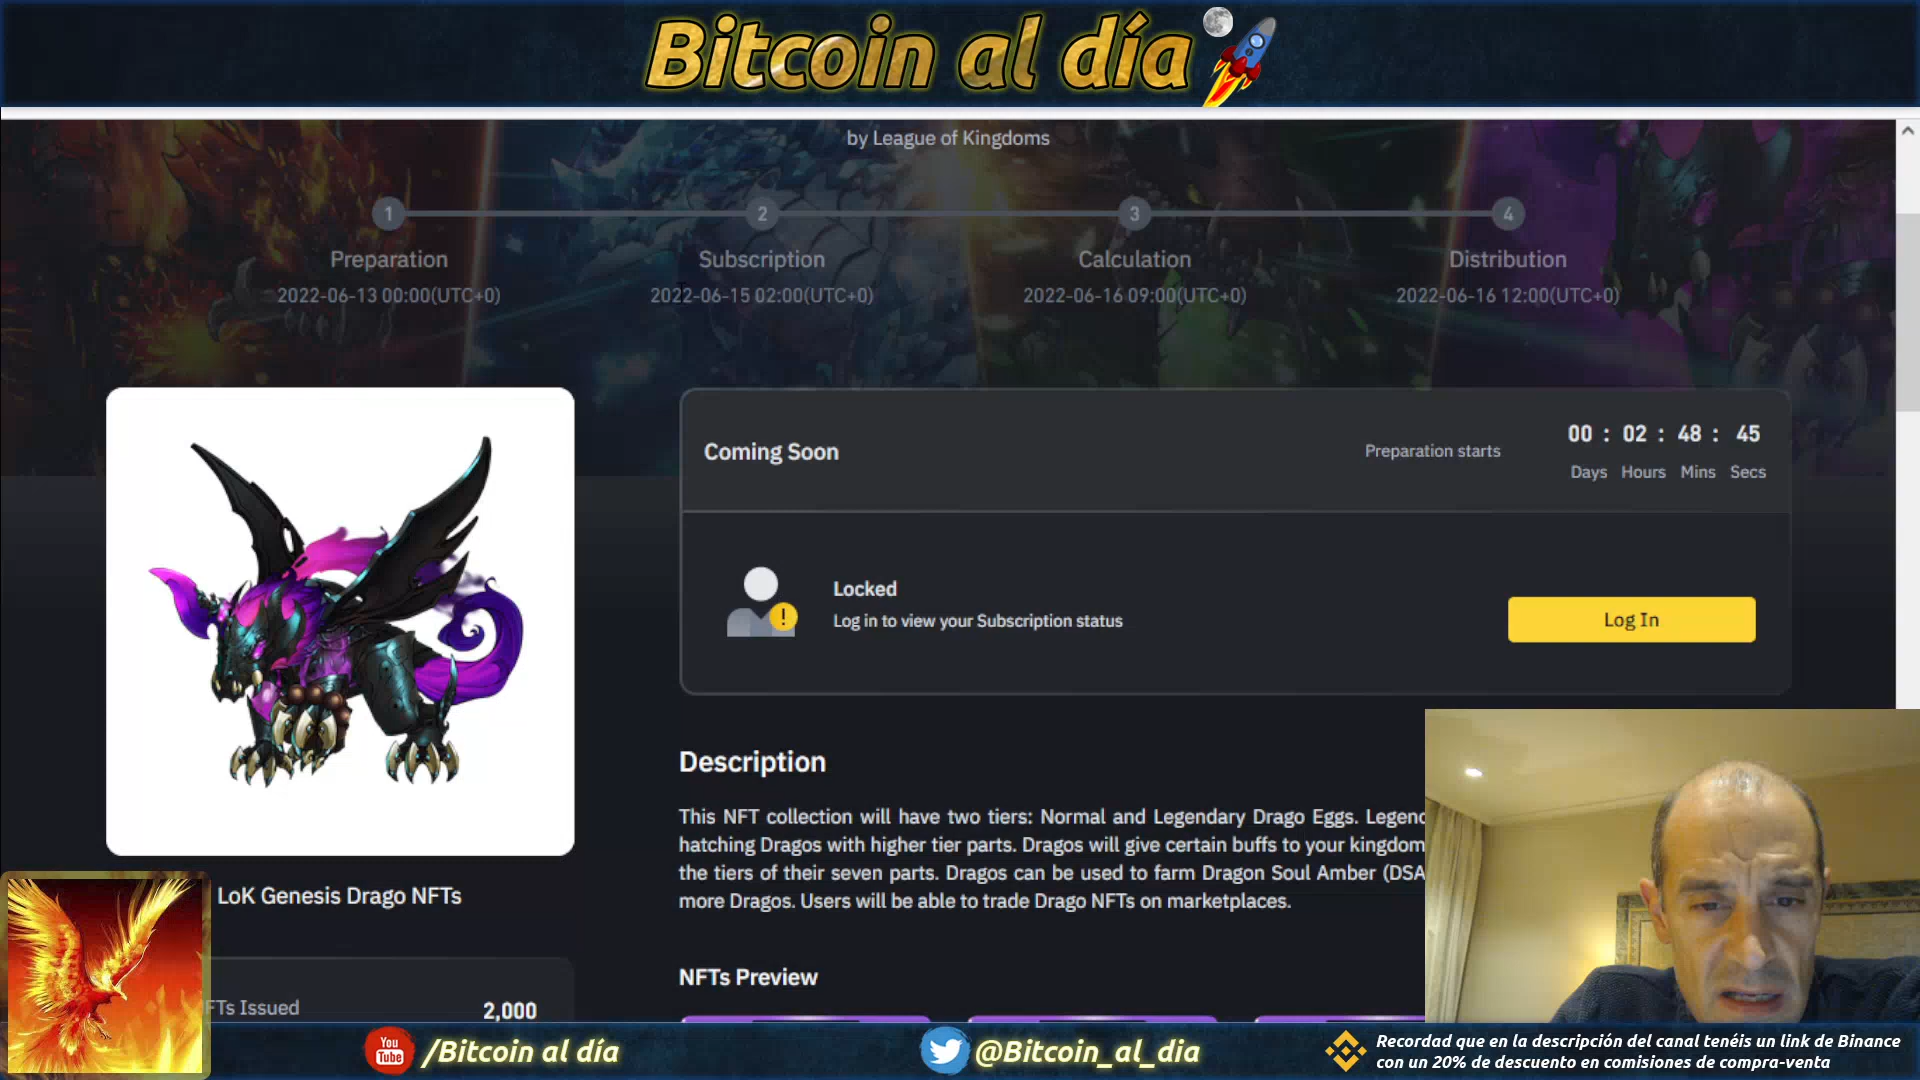 Bitcoin al día
by League of Kingdoms
1
2
3
4
Preparation
Subscription
Calculation
Distribution
2022-06-13 00:00(UTC+0)
2022-06-15 02:00(UTC+0)
2022-06-16 09:00(UTC+0)
2022-06-16 12:00(UTC+0)
Coming Soon
Preparation starts
00 : 02 : 48 : 45
Days Hours Mins Secs
Locked
Log in to view your Subscription status
Log In
Description
This NFT collection will have two tiers: Normal and Legendary Drago Eggs. Legend
hatching Dragos with higher tier parts. Dragos will give certain buffs to your kingdom
the tiers of their seven parts. Dragos can be used to farm Dragon Soul Amber (DSA
more Dragos. Users will be able to trade Drago NFTs on marketplaces.
LoK Genesis Drago NFTs
NFTs Preview
FTs Issued
2,000
You Tube
/Bitcoin al día
@Bitcoin_al_dia
Recordad que en la descripción del canal tenéis un link de Binance
con un 20% de descuento en comisiones de compra-venta